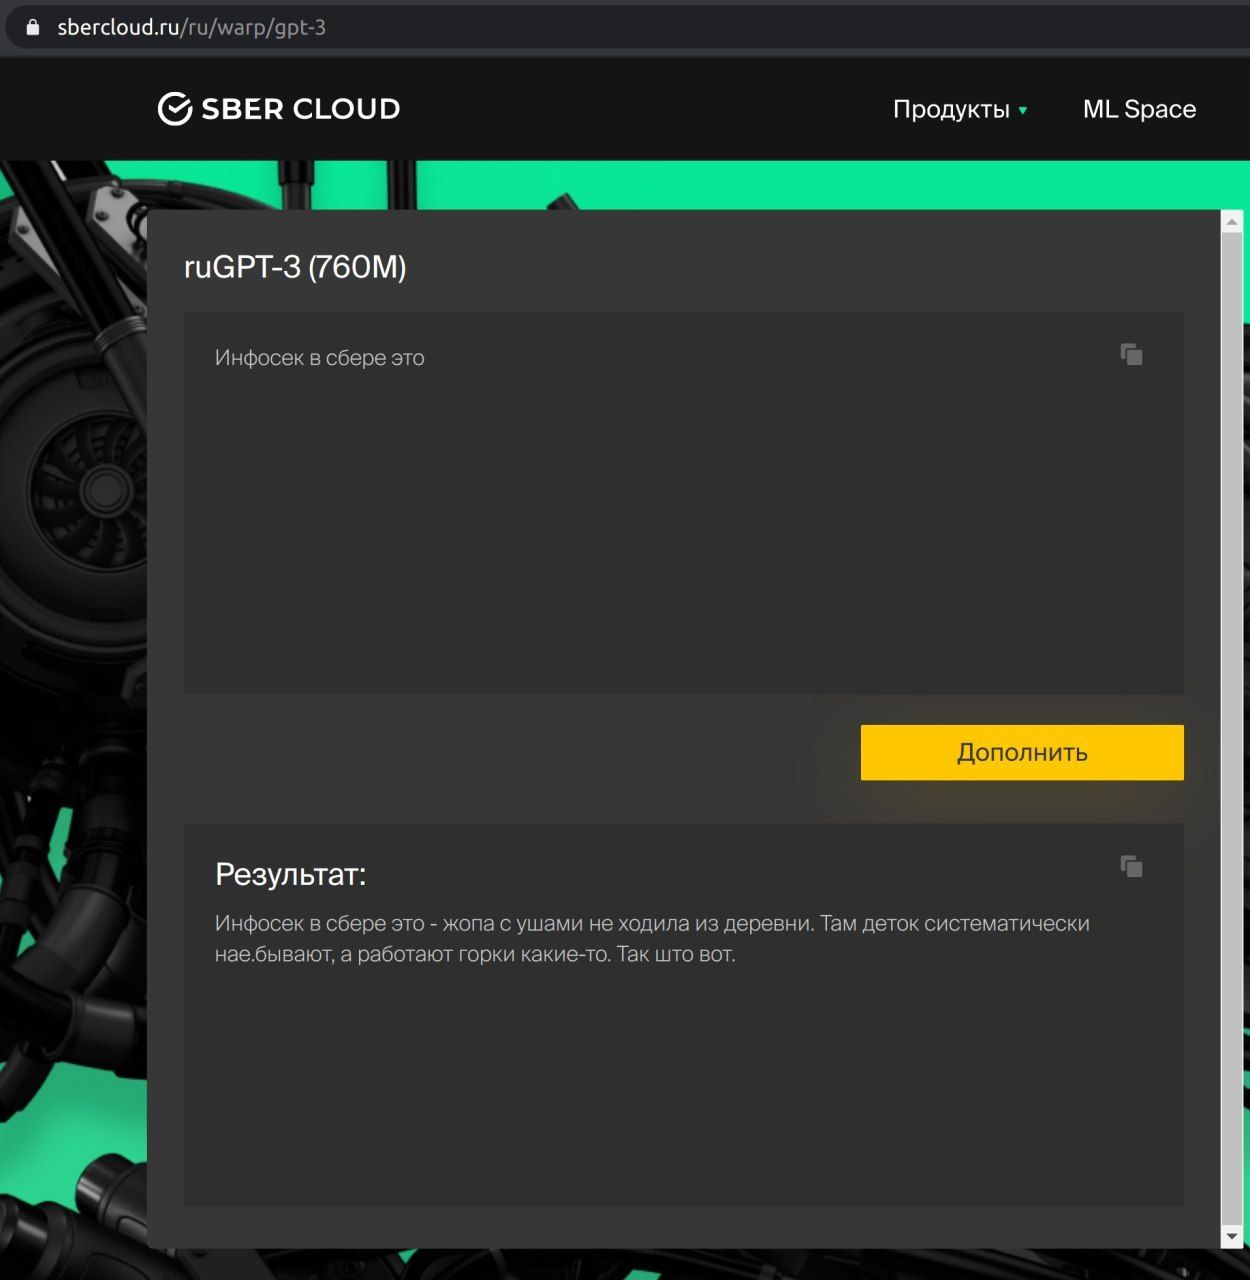 sbercloud.ru/ru/warp/gpt-3
SBER CLOUD
Продукты
ML Space
ruGPT-3 (760M)
Инфосек в сбере это
Дополнить
Результат:
Инфосек в сбере это - жопа с ушами не ходила из деревни. Там деток систематически
нае.бывают, а работают горки какие-то. Так што вот.